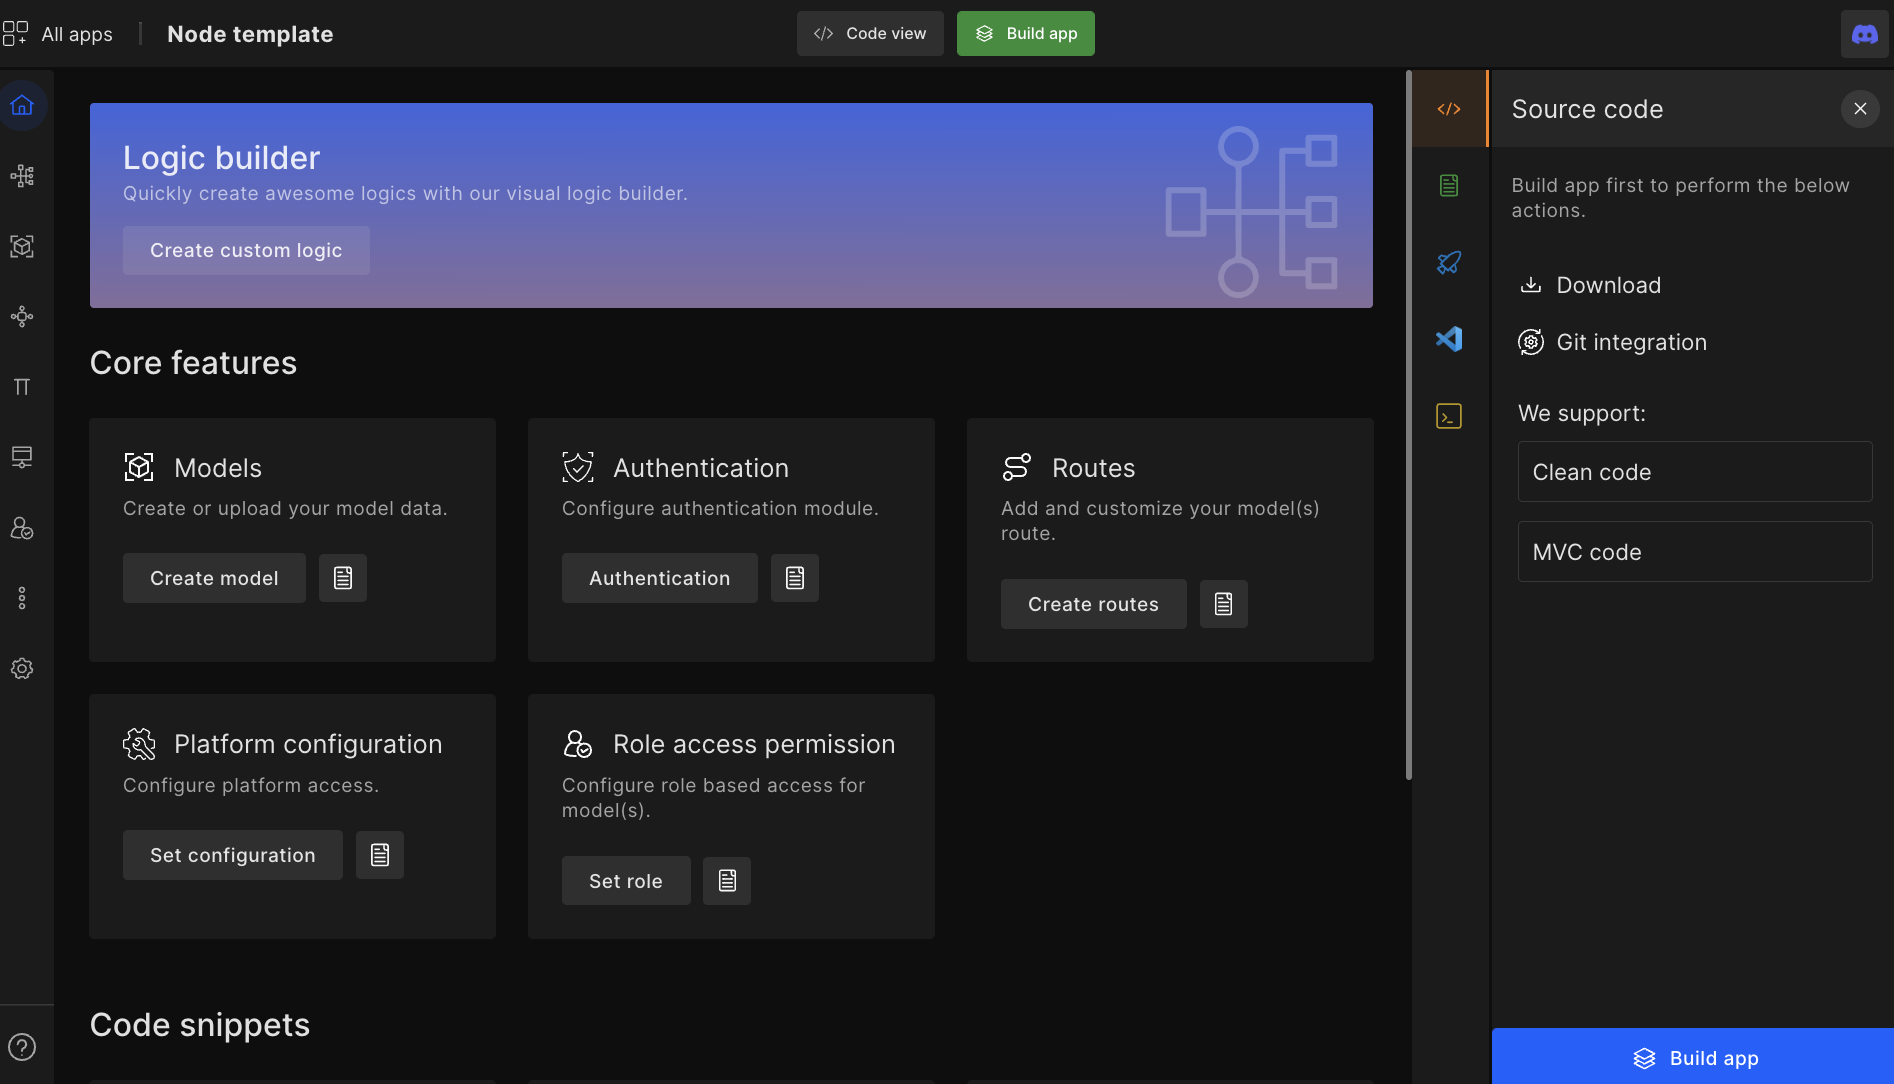 All apps
Node template
Code view
Build app
Logic builder
Quickly create awesome logics with our visual logic builder.
Create custom logic
Core features
Models
Create or upload your model data.
Create model
Authentication
Configure authentication module.
Authentication
Routes
Add and customize your model(s)
route.
Create routes
Platform configuration
Configure platform access.
Set configuration
Role access permission
Configure role based access for
model(s).
Set role
Code snippets
Source code
Build app first to perform the below
actions.
Download
Git integration
We support:
Clean code
MVC code
Build app